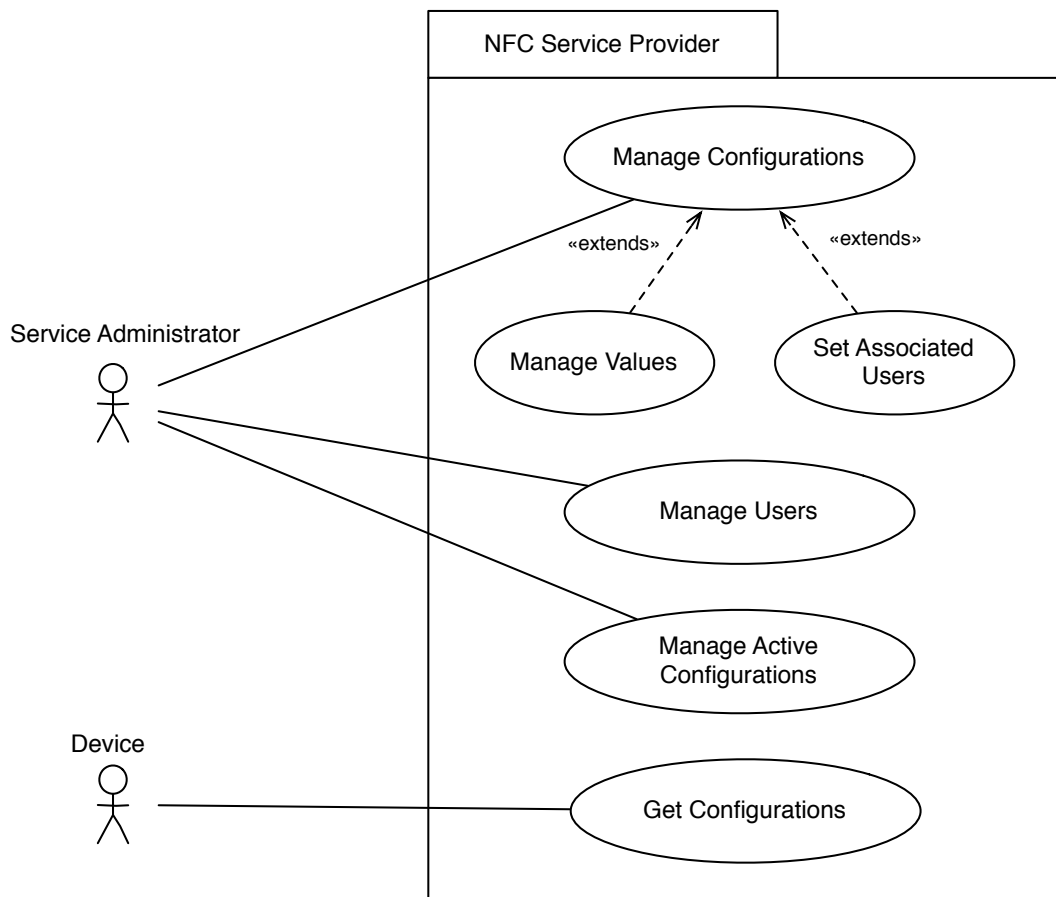 NFC Service Provider
Manage Configurations
«extends»
«extends»
Service Administrator
Manage Values
Set Associated
Users
Manage Users
Manage Active
Configurations
Device
Get Configurations